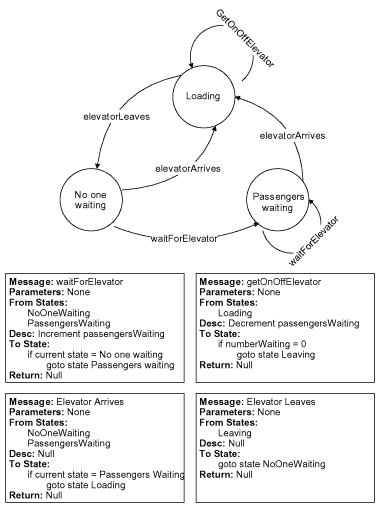 GetOnOffElevator
Loading
elevatorLeaves
elevatorArrives
elevatorArrives
No one
waiting
Passengers
waiting
waitForElevator
waitForElevator
Message: waitForElevator
Parameters: None
From States:
NoOneWaiting
PassengersWaiting
Desc: Increment passengersWaiting
To State:
if current state = No one waiting
goto state Passengers waiting
Return: Null
Message: getOnOffElevator
Parameters: None
From States:
Loading
Desc: Decrement passengersWaiting
To State:
if numberWaiting = 0
goto state Leaving
Return: Null
Message: Elevator Arrives
Parameters: None
From States:
NoOneWaiting
PassengersWaiting
Desc: Null
To State:
if current state = Passengers Waiting
goto state Loading
Return: Null
Message: Elevator Leaves
Parameters: None
From States:
Leaving
Desc: Null
To State:
goto state NoOneWaiting
Return: Null